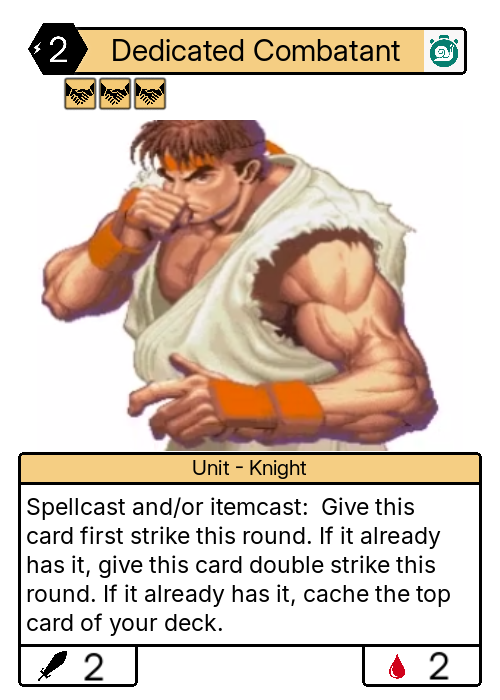 2 Dedicated Combatant
Unit - Knight
Spellcast and/or itemcast:  Give this
card first strike this round. If it already
has it, give this card double strike this
round. If it already has it, cache the top
card of your deck.
2 2